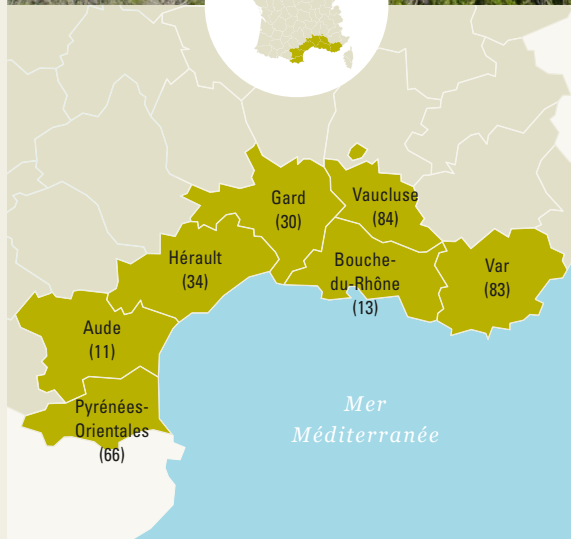 Gard
(30)
Vaucluse
(84)
Hérault
(34)
Bouche-
du-Rhône
(13)
Var
(83)
Aude
(11)
Pyrénées-
Orientales
(66)
Mer
Méditerranée